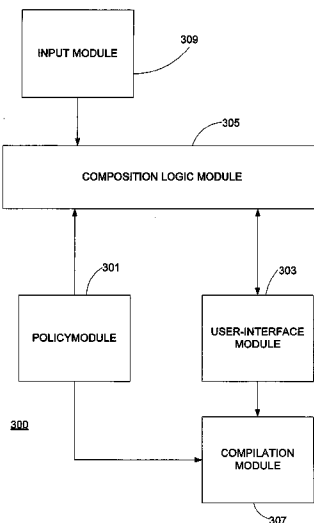 INPUT MODULE
309
305
COMPOSITION LOGIC MODULE
301
303
POLICYMODULE
USER-INTERFACE
MODULE
300
COMPILATION
MODULE
307